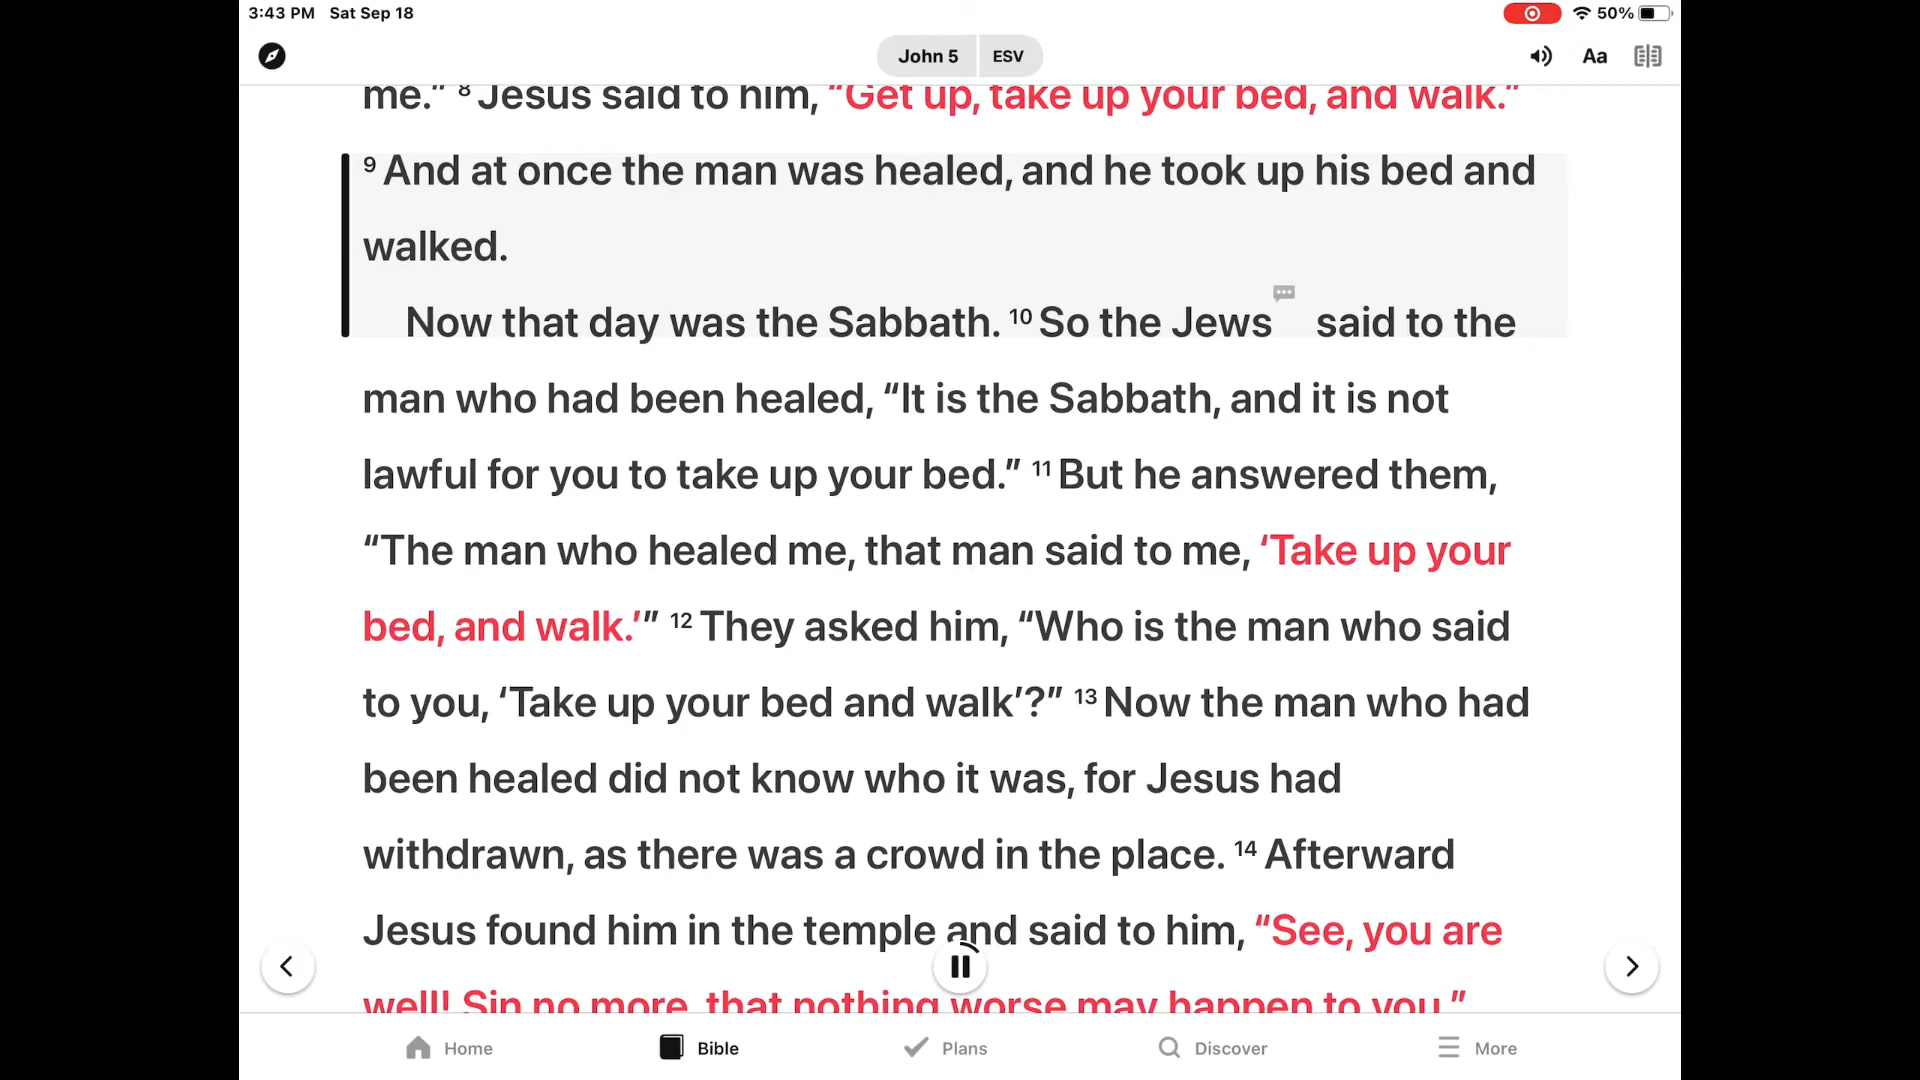 3:43 PM Sat Sep 18
50%
John 5 ESV
Aa
me.” 8 Jesus said to him, “Get up, take up your bed, and walk.”
9 And at once the man was healed, and he took up his bed and
walked.
Now that day was the Sabbath. 10 So the Jews said to the
man who had been healed, “It is the Sabbath, and it is not
lawful for you to take up your bed.” 11 But he answered them,
“The man who healed me, that man said to me, ‘Take up your
bed, and walk.’” 12 They asked him, “Who is the man who said
to you, ‘Take up your bed and walk’?” 13 Now the man who had
been healed did not know who it was, for Jesus had
withdrawn, as there was a crowd in the place. 14 Afterward
Jesus found him in the temple and said to him, “See, you are
well! Sin no more, that nothing worse may happen to you.”
Home Bible Plans Discover More